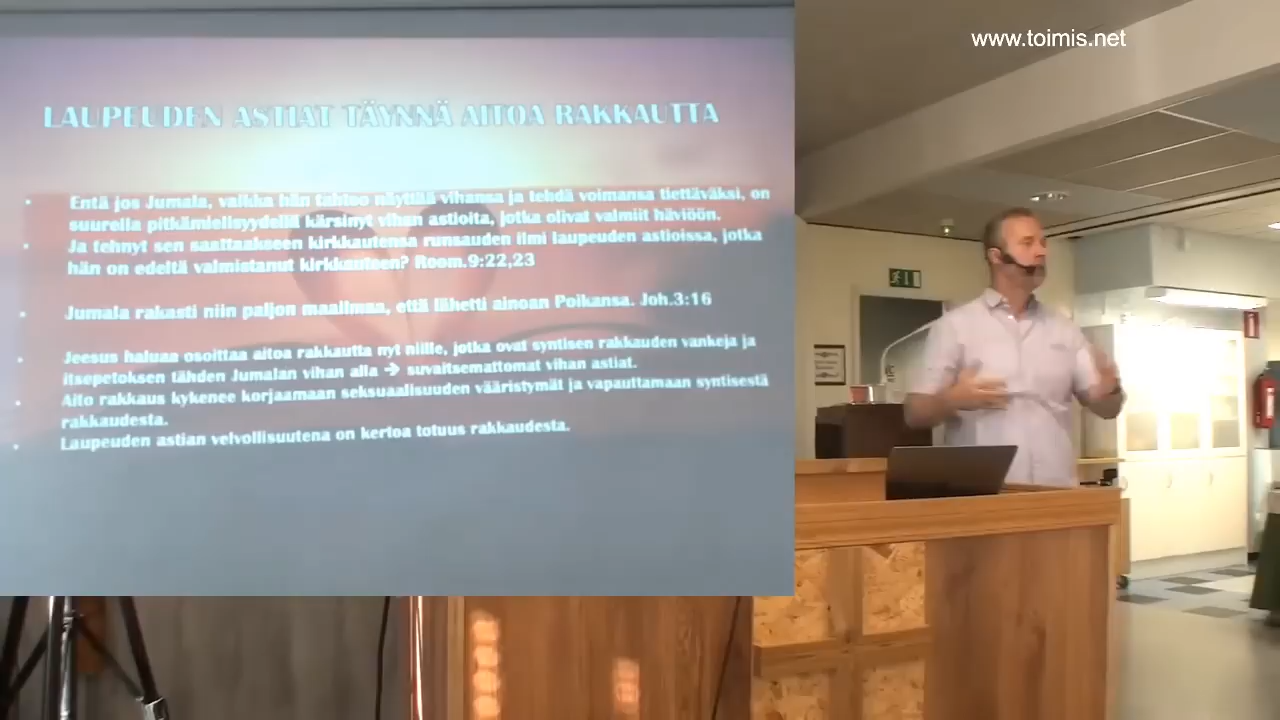 www.toimis.net
LAUPEUDEN ASTIAT TÄYNNÄ AITOA RAKKAUTTA
• Entä jos Jumala, vaikka hän tahtoo näyttää vihansa ja tehdä voimansa tiettäväksi, on
suurella pitkämielisyydellä kärsinyt vihan astioita, jotka olivat valmiit häviöön.
• Ja tehnyt sen saattaakseen kirkkautensa runsauden ilmi laupeuden astioissa, jotka
hän on edeltä valmistanut kirkkauteen? Room.9:22,23
• Jumala rakasti niin paljon maailmaa, että lähetti ainoan Poikansa. Joh.3:16
• Jeesus haluaa osoittaa aitoa rakkautta nyt niille, jotka ovat syntisen rakkauden vankeja ja
itsepetoksen tähden Jumalan vihan alla → suvaitsemattomat vihan astiat.
• Aito rakkaus kykenee korjaamaan seksuaalisuuden vääristymät ja vapauttamaan syntisestä
rakkaudesta.
• Laupeuden astian velvollisuutena on kertoa totuus rakkaudesta.